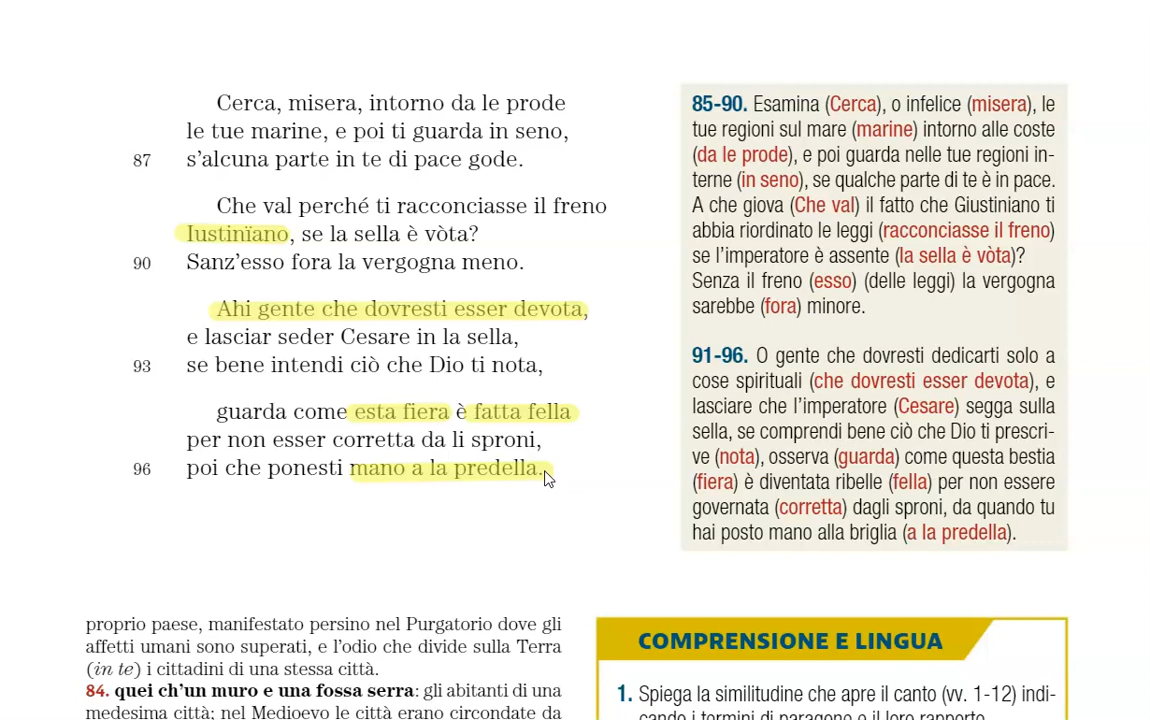 Cerca, misera, intorno da le prode
le tue marine, e poi ti guarda in seno,
87 s'alcuna parte in te di pace gode.
Che val perché ti racconciasse il freno
Iustinïano, se la sella è vòta?
90 Sanz'esso fora la vergogna meno.
Ahi gente che dovresti esser devota,
e lasciar seder Cesare in la sella,
93 se bene intendi ciò che Dio ti nota,
guarda come esta fiera è fatta fella
per non esser corretta da li sproni,
96 poi che ponesti mano a la predella.
85-90. Esamina (Cerca), o infelice (misera), le
tue regioni sul mare (marine) intorno alle coste
(da le prode), e poi guarda nelle tue regioni in-
terne (in seno), se qualche parte di te è in pace.
A che giova (Che val) il fatto che Giustiniano ti
abbia riordinato le leggi (racconciasse il freno)
se l'imperatore è assente (la sella è vòta)?
Senza il freno (esso) (delle leggi) la vergogna
sarebbe (fora) minore.
91-96. O gente che dovresti dedicarti solo a
cose spirituali (che dovresti esser devota), e
lasciare che l'imperatore (Cesare) segga sulla
sella, se comprendi bene ciò che Dio ti prescri-
ve (nota), osserva (guarda) come questa bestia
(fiera) è diventata ribelle (fella) per non essere
governata (corretta) dagli sproni, da quando tu
hai posto mano alla briglia (a la predella).
proprio paese, manifestato persino nel Purgatorio dove gli
affetti umani sono superati, e l'odio che divide sulla Terra
(in te) i cittadini di una stessa città.
84. quei ch'un muro e una fossa serra: gli abitanti di una
medesima città; nel Medioevo le città erano circondate da
COMPRENSIONE E LINGUA
1. Spiega la similitudine che apre il canto (vv. 1-12) indi-
cando i termini di paragone e il loro rapporto